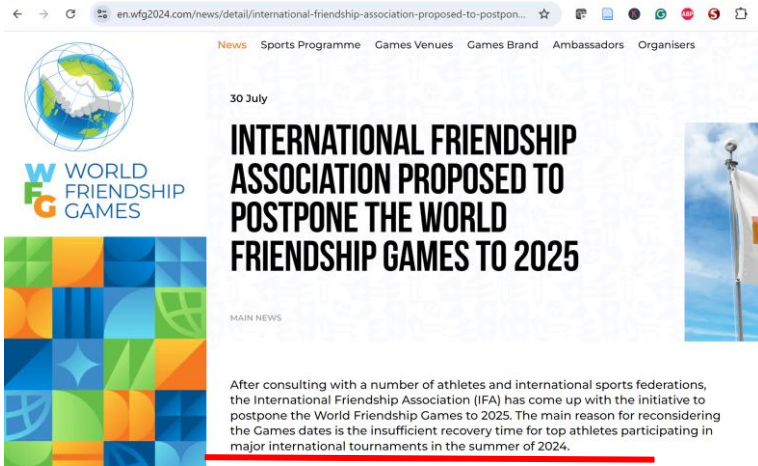 en.wfg2024.com/news/detail/international-friendship-association-proposed-to-postpon...
News Sports Programme Games Venues Games Brand Ambassadors Organisers
30 July
INTERNATIONAL FRIENDSHIP
ASSOCIATION PROPOSED TO
POSTPONE THE WORLD
FRIENDSHIP GAMES TO 2025
WORLD
FRIENDSHIP
GAMES
WFG
MAIN NEWS
After consulting with a number of athletes and international sports federations,
the International Friendship Association (IFA) has come up with the initiative to
postpone the World Friendship Games to 2025. The main reason for reconsidering
the Games dates is the insufficient recovery time for top athletes participating in
major international tournaments in the summer of 2024.